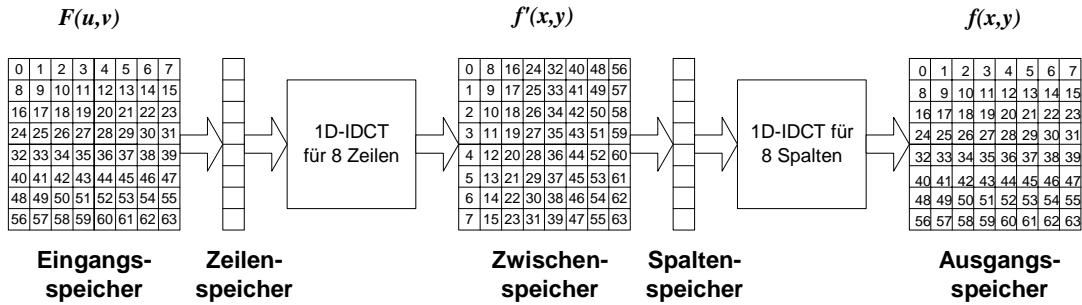 F(u,v) f'(x,y) f(x,y)
0 1 2 3 4 5 6 7
8 9 10 11 12 13 14 15
16 17 18 19 20 21 22 23
24 25 26 27 28 29 30 31
32 33 34 35 36 37 38 39
40 41 42 43 44 45 46 47
48 49 50 51 52 53 54 55
56 57 58 59 60 61 62 63
1D-IDCT
für 8 Zeilen
0 8 16 24 32 40 48 56
1 9 17 25 33 41 49 57
2 10 18 26 34 42 50 58
3 11 19 27 35 43 51 59
4 12 20 28 36 44 52 60
5 13 21 29 37 45 53 61
6 14 22 30 38 46 54 62
7 15 23 31 39 47 55 63
1D-IDCT für
8 Spalten
0 1 2 3 4 5 6 7
8 9 10 11 12 13 14 15
16 17 18 19 20 21 22 23
24 25 26 27 28 29 30 31
32 33 34 35 36 37 38 39
40 41 42 43 44 45 46 47
48 49 50 51 52 53 54 55
56 57 58 59 60 61 62 63
Eingangs-
speicher
Zeilen-
speicher
Zwischen-
speicher
Spalten-
speicher
Ausgangs-
speicher